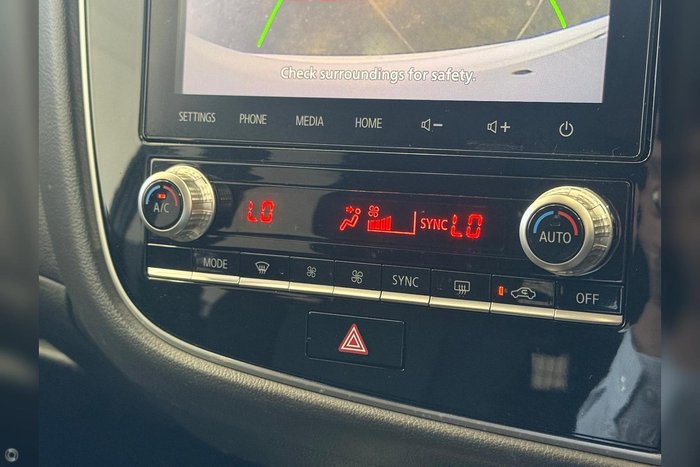 Check surroundings for safety.
SETTINGS PHONE MEDIA HOME
A/C LO SYNC LO AUTO
MODE SYNC OFF